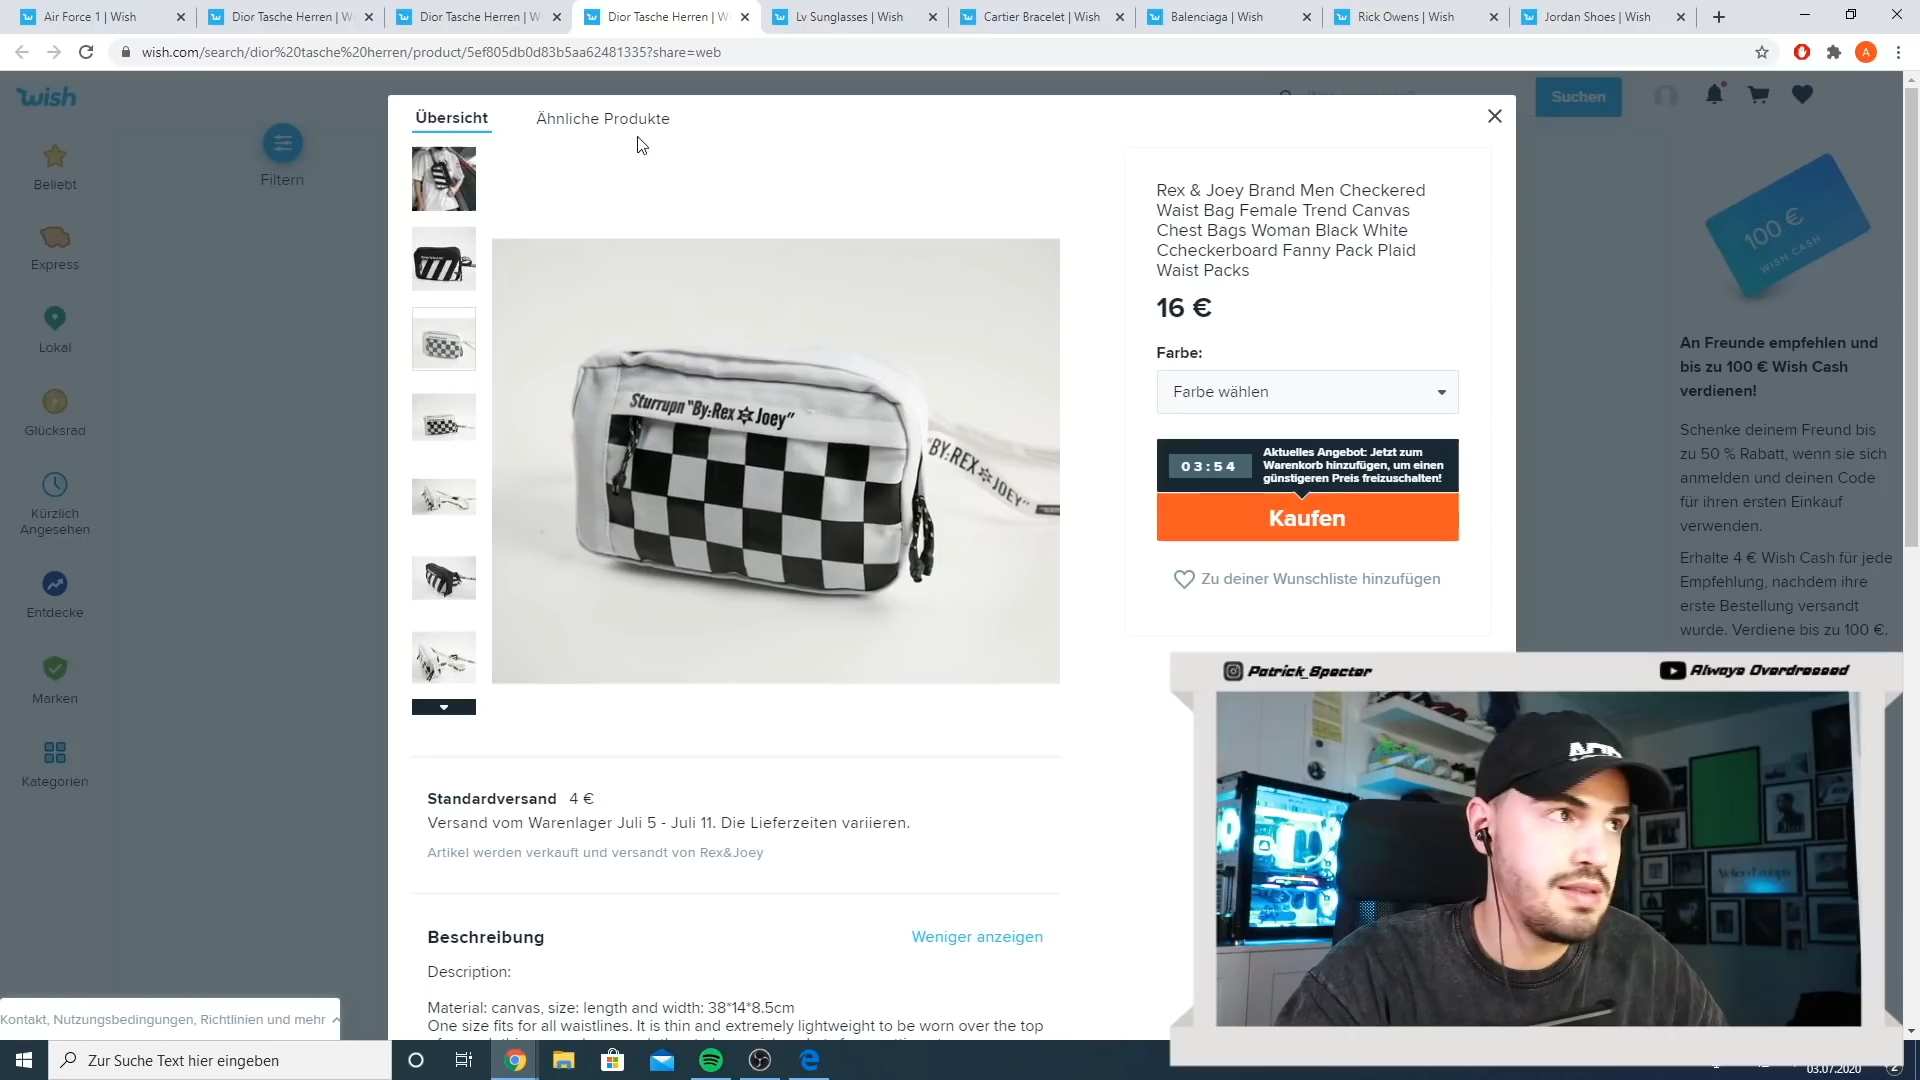 Air Force 1 | Wish
Dior Tasche Herren | W
Dior Tasche Herren | W
Dior Tasche Herren | W
Lv Sunglasses | Wish
Cartier Bracelet | Wish
Balenciaga | Wish
Rick Owens | Wish
Jordan Shoes | Wish
wish.com/search/dior%20tasche%20herren/product/5ef805db0d83b5aa62481335?share=web
A
wish
Suchen
Übersicht
Ähnliche Produkte
Filtern
Beliebt
Express
Lokal
Glücksrad
Kürzlich
Angesehen
Entdecke
Marken
Kategorien
Sturrupn "By:Rex Joey"
"BY:REX JOEY"
Rex & Joey Brand Men Checkered
Waist Bag Female Trend Canvas
Chest Bags Woman Black White
Ccheckerboard Fanny Pack Plaid
Waist Packs
16 €
Farbe:
Farbe wählen
03:54
Aktuelles Angebot: Jetzt zum
Warenkorb hinzufügen, um einen
günstigeren Preis freizuschalten!
Kaufen
Zu deiner Wunschliste hinzufügen
100 €
WISH CASH
An Freunde empfehlen und
bis zu 100 € Wish Cash
verdienen!
Schenke deinem Freund bis
zu 50 % Rabatt, wenn sie sich
anmelden und deinen Code
für ihren ersten Einkauf
verwenden.
Erhalte 4 € Wish Cash für jede
Empfehlung, nachdem ihre
erste Bestellung versandt
wurde. Verdiene bis zu 100 €.
Patrick_Specter
Always Overdressed
Standardversand 4 €
Versand vom Warenlager Juli 5 - Juli 11. Die Lieferzeiten variieren.
Artikel werden verkauft und versandt von Rex&Joey
Beschreibung
Weniger anzeigen
Description:
Material: canvas, size: length and width: 38*14*8.5cm
One size fits for all waistlines. It is thin and extremely lightweight to be worn over the top
Kontakt, Nutzungsbedingungen, Richtlinien und mehr
Zur Suche Text hier eingeben
03.07.2020
2